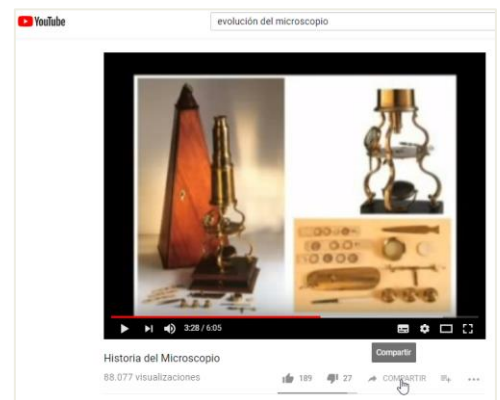 YouTube
evolución del microscopio
3:28 / 6:05
Compartir
Historia del Microscopio
88.077 visualizaciones
189
27
COMPARTIR